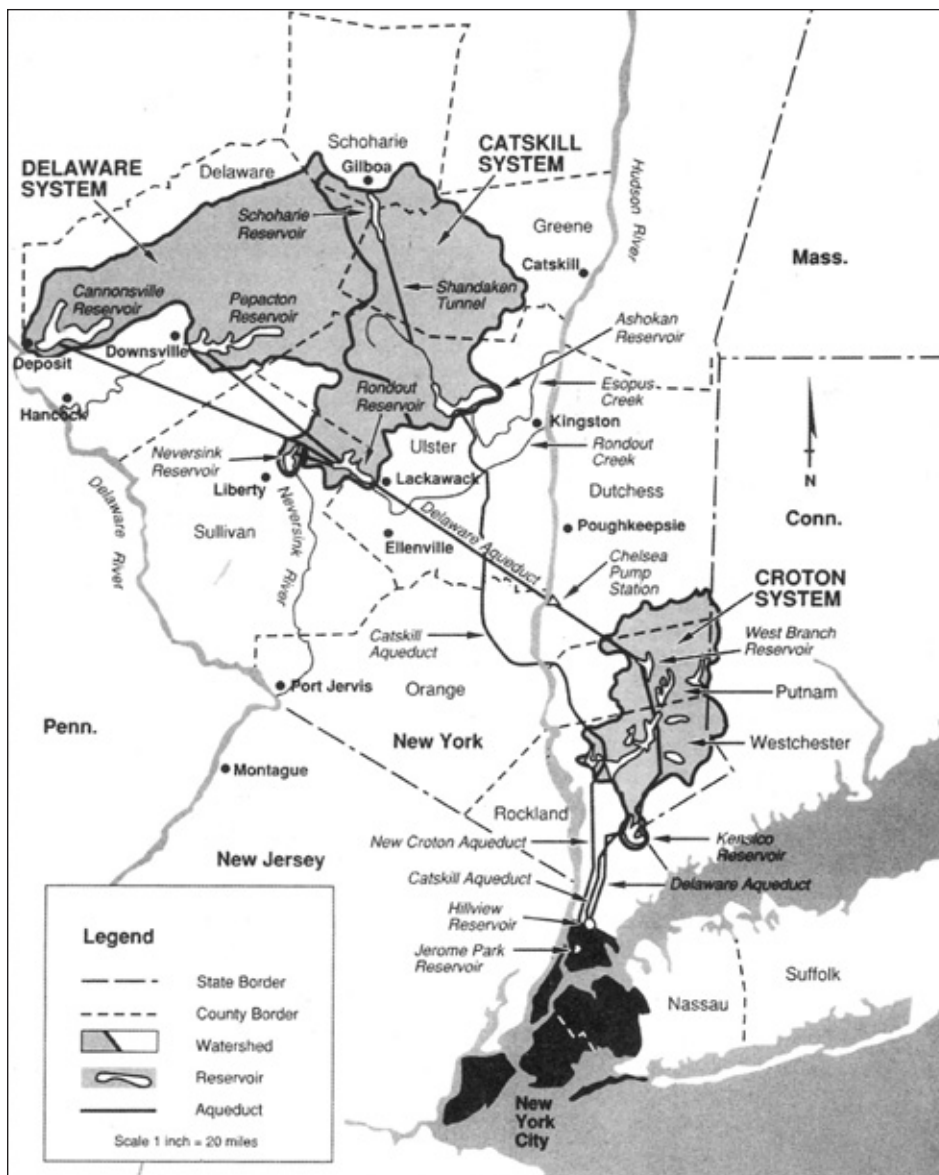 Schoharie
Gilboa
CATSKILL
SYSTEM
DELAWARE
SYSTEM
Delaware
Hudson River
Schoharie
Reservoir
Greene
Mass.
Catskill
Cannonsville
Reservoir
Pepacton
Reservoir
Shandaken
Tunnel
Ashokan
Reservoir
Deposit
Downsville
Rondout
Reservoir
Esopus
Creek
Hancock
Kingston
Ulster
Rondout
Creek
Neversink
Reservoir
Lackawack
Liberty
Dutchess
N
Delaware River
Neversink River
Sullivan
Delaware Aqueduct
Poughkeepsie
Conn.
Ellenville
Chelsea
Pump
Station
CROTON
SYSTEM
Catskill
Aqueduct
West Branch
Reservoir
Port Jervis
Orange
Putnam
Penn.
New York
Westchester
Montague
Rockland
New Croton Aqueduct
Kensico
Reservoir
New Jersey
Catskill Aqueduct
Delaware Aqueduct
Hillview
Reservoir
Jerome Park
Reservoir
Suffolk
Nassau
New
York
City
Legend
State Border
County Border
Watershed
Reservoir
Aqueduct
Scale 1 inch = 20 miles